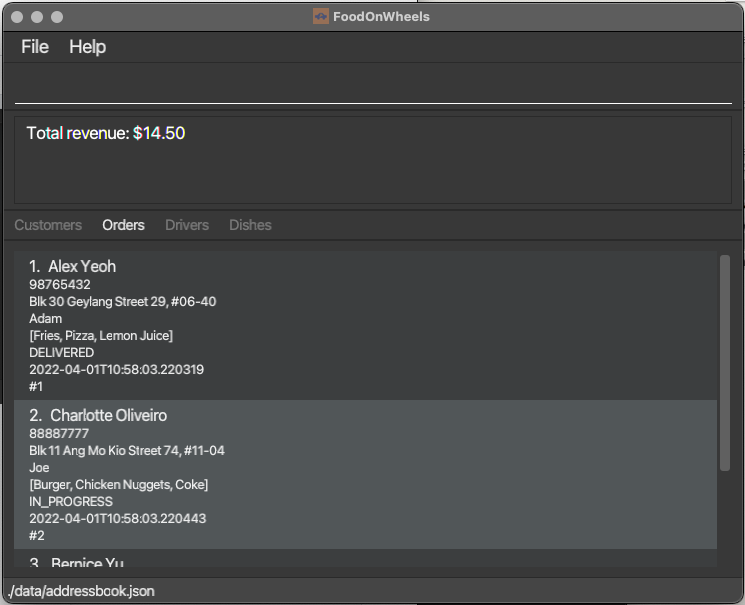 FoodOnWheels
File Help
Total revenue: $14.50
Customers Orders Drivers Dishes
1. Alex Yeoh
98765432
Blk 30 Geylang Street 29, #06-40
Adam
[Fries, Pizza, Lemon Juice]
DELIVERED
2022-04-01T10:58:03.220319
#1
2. Charlotte Oliveiro
88887777
Blk 11 Ang Mo Kio Street 74, #11-04
Joe
[Burger, Chicken Nuggets, Coke]
IN_PROGRESS
2022-04-01T10:58:03.220443
#2
3. Bernice Yu
./data/addressbook.json